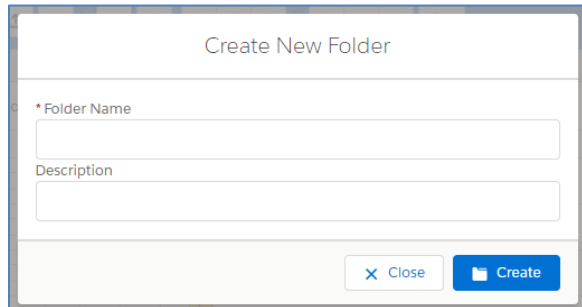 Create New Folder
* Folder Name
Description
Close
Create